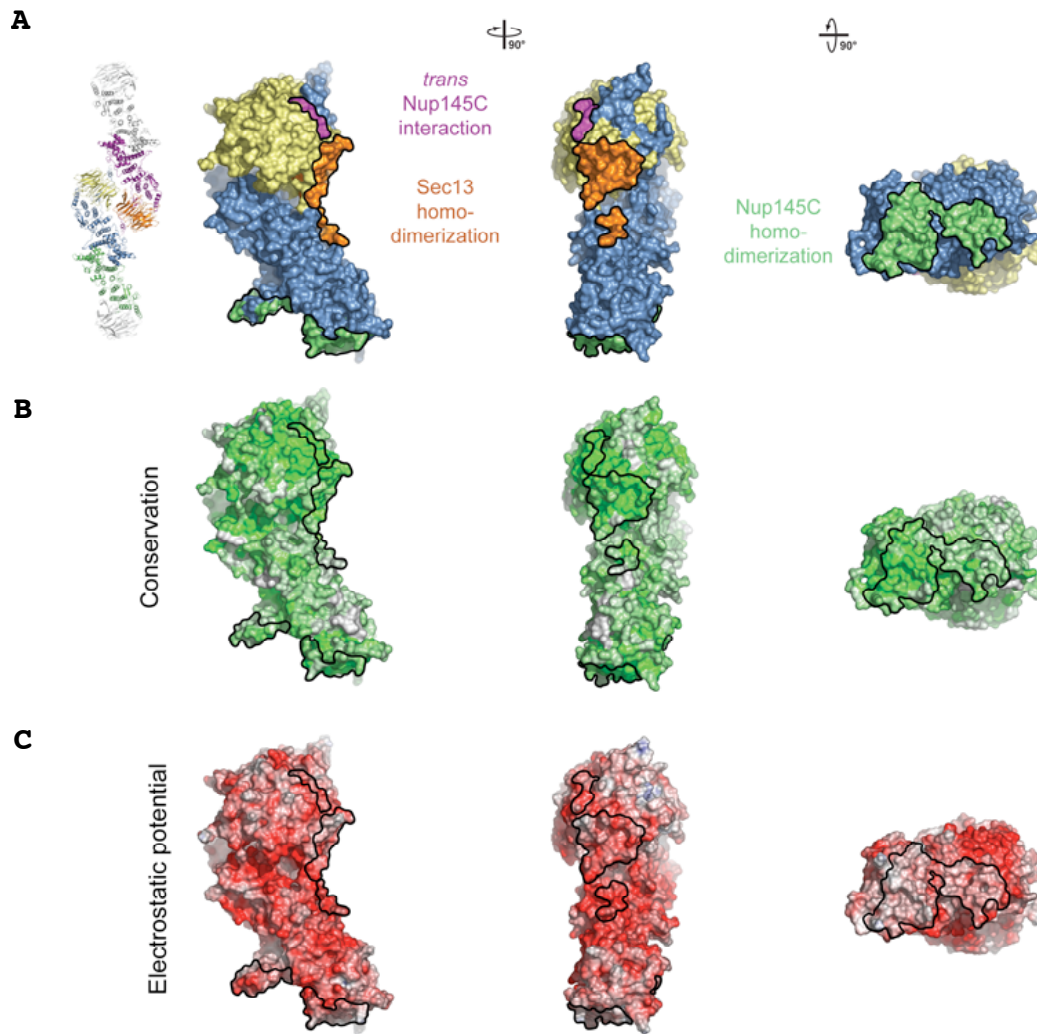 A
90°
90°
trans
Nup145C
interaction
Sec13
homo-
dimerization
Nup145C
homo-
dimerization
B
Conservation
C
Electrostatic potential